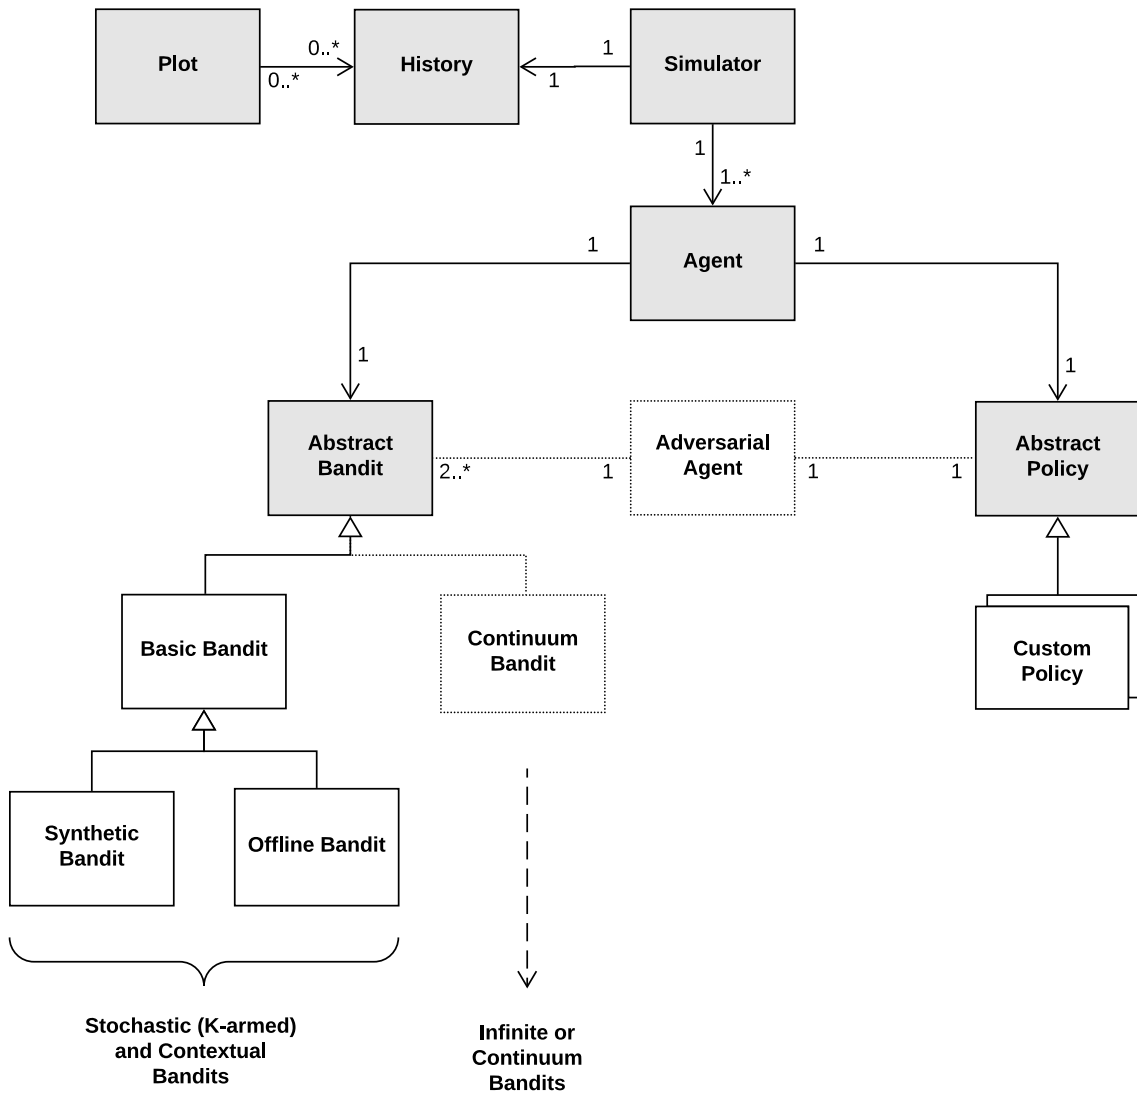 Plot
0..*
0..*
History
1
1
Simulator
1
1..*
Agent
1
1
1
1
Abstract
Bandit
2..*
1
Adversarial
Agent
1
1
Abstract
Policy
Basic Bandit
Continuum
Bandit
Custom
Policy
Synthetic
Bandit
Offline Bandit
Stochastic (K-armed)
and Contextual
Bandits
Infinite or
Continuum
Bandits